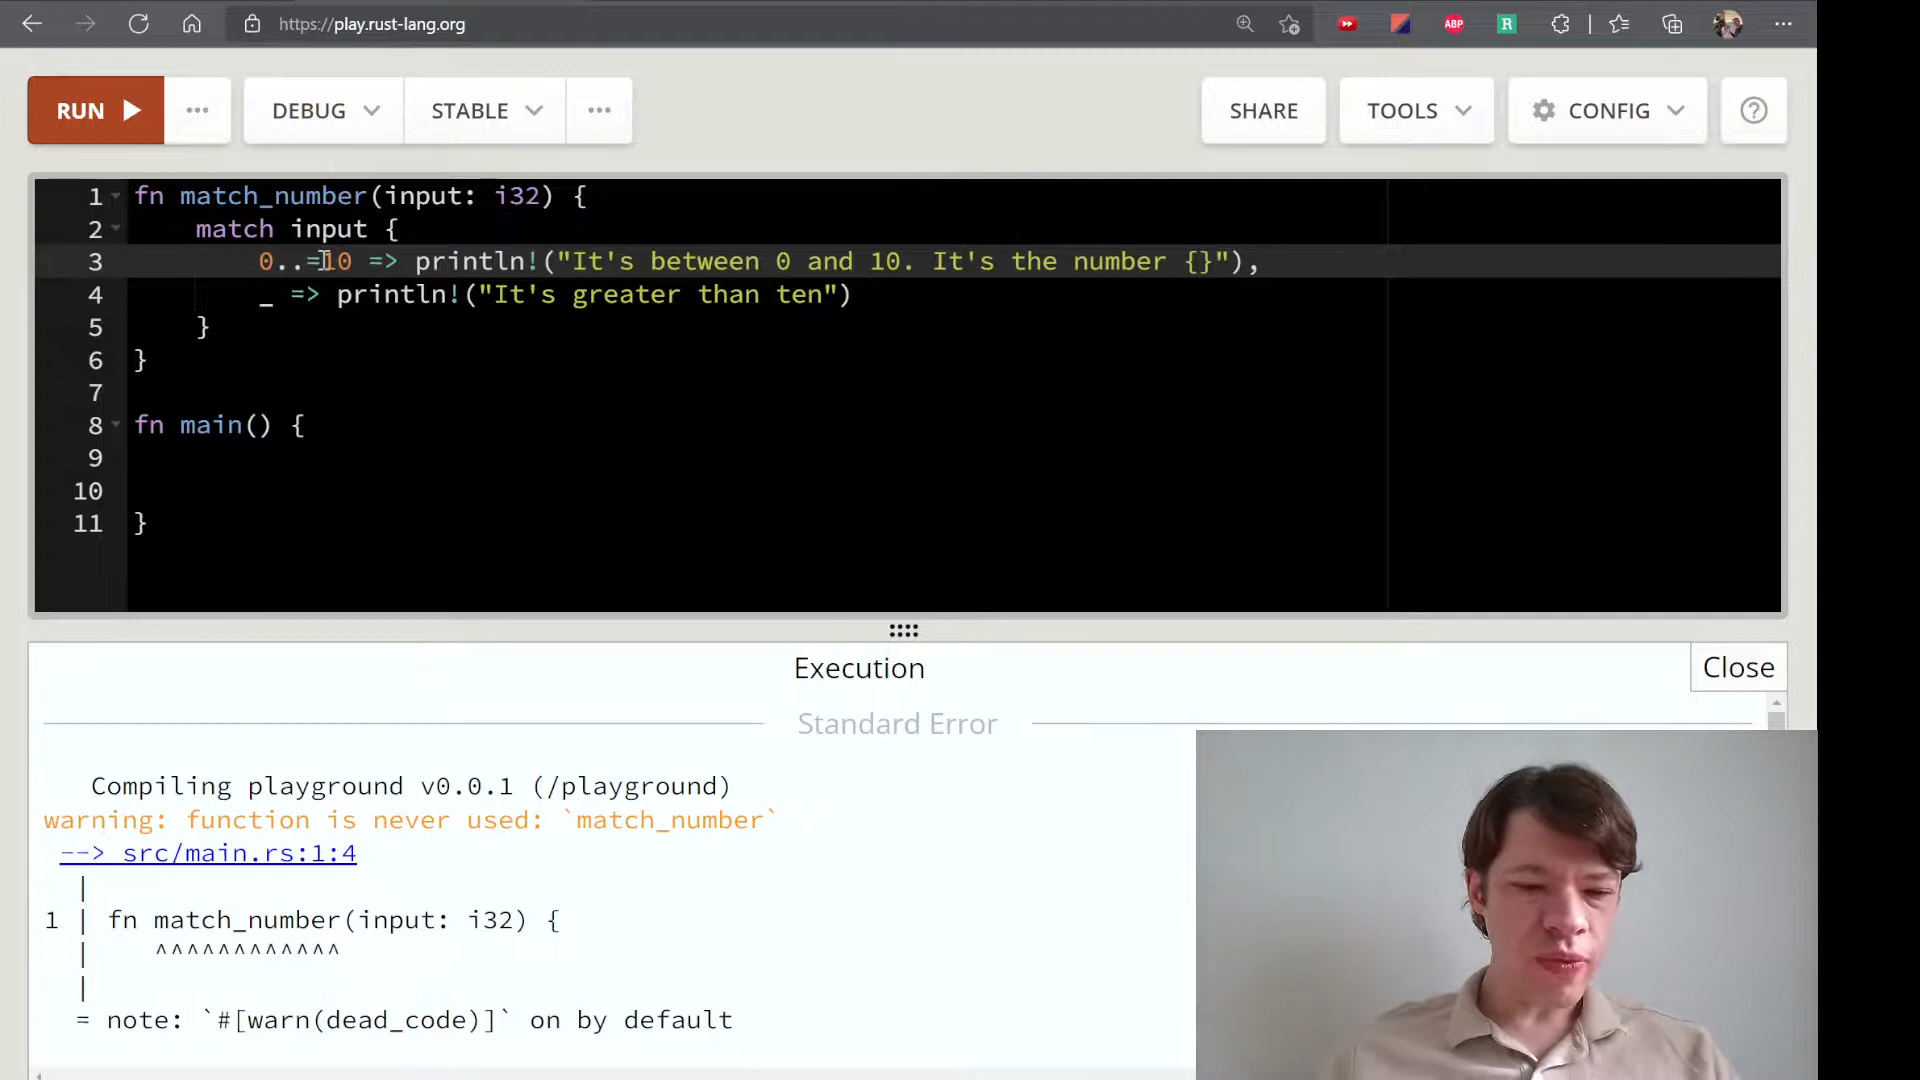 https://play.rust-lang.org
ABP
R
RUN
DEBUG
STABLE
SHARE
TOOLS
CONFIG
1 fn match_number(input: i32) {
2 match input {
3 0..=10 => println!("It's between 0 and 10. It's the number {}"),
4 _ => println!("It's greater than ten")
5 }
6 }
7
8 fn main() {
9
10
11 }
Execution
Close
Standard Error
Compiling playground v0.0.1 (/playground)
warning: function is never used: `match_number`
--> src/main.rs:1:4
|
1 | fn match_number(input: i32) {
| ^^^^^^^^^^^^
|
= note: `#[warn(dead_code)]` on by default